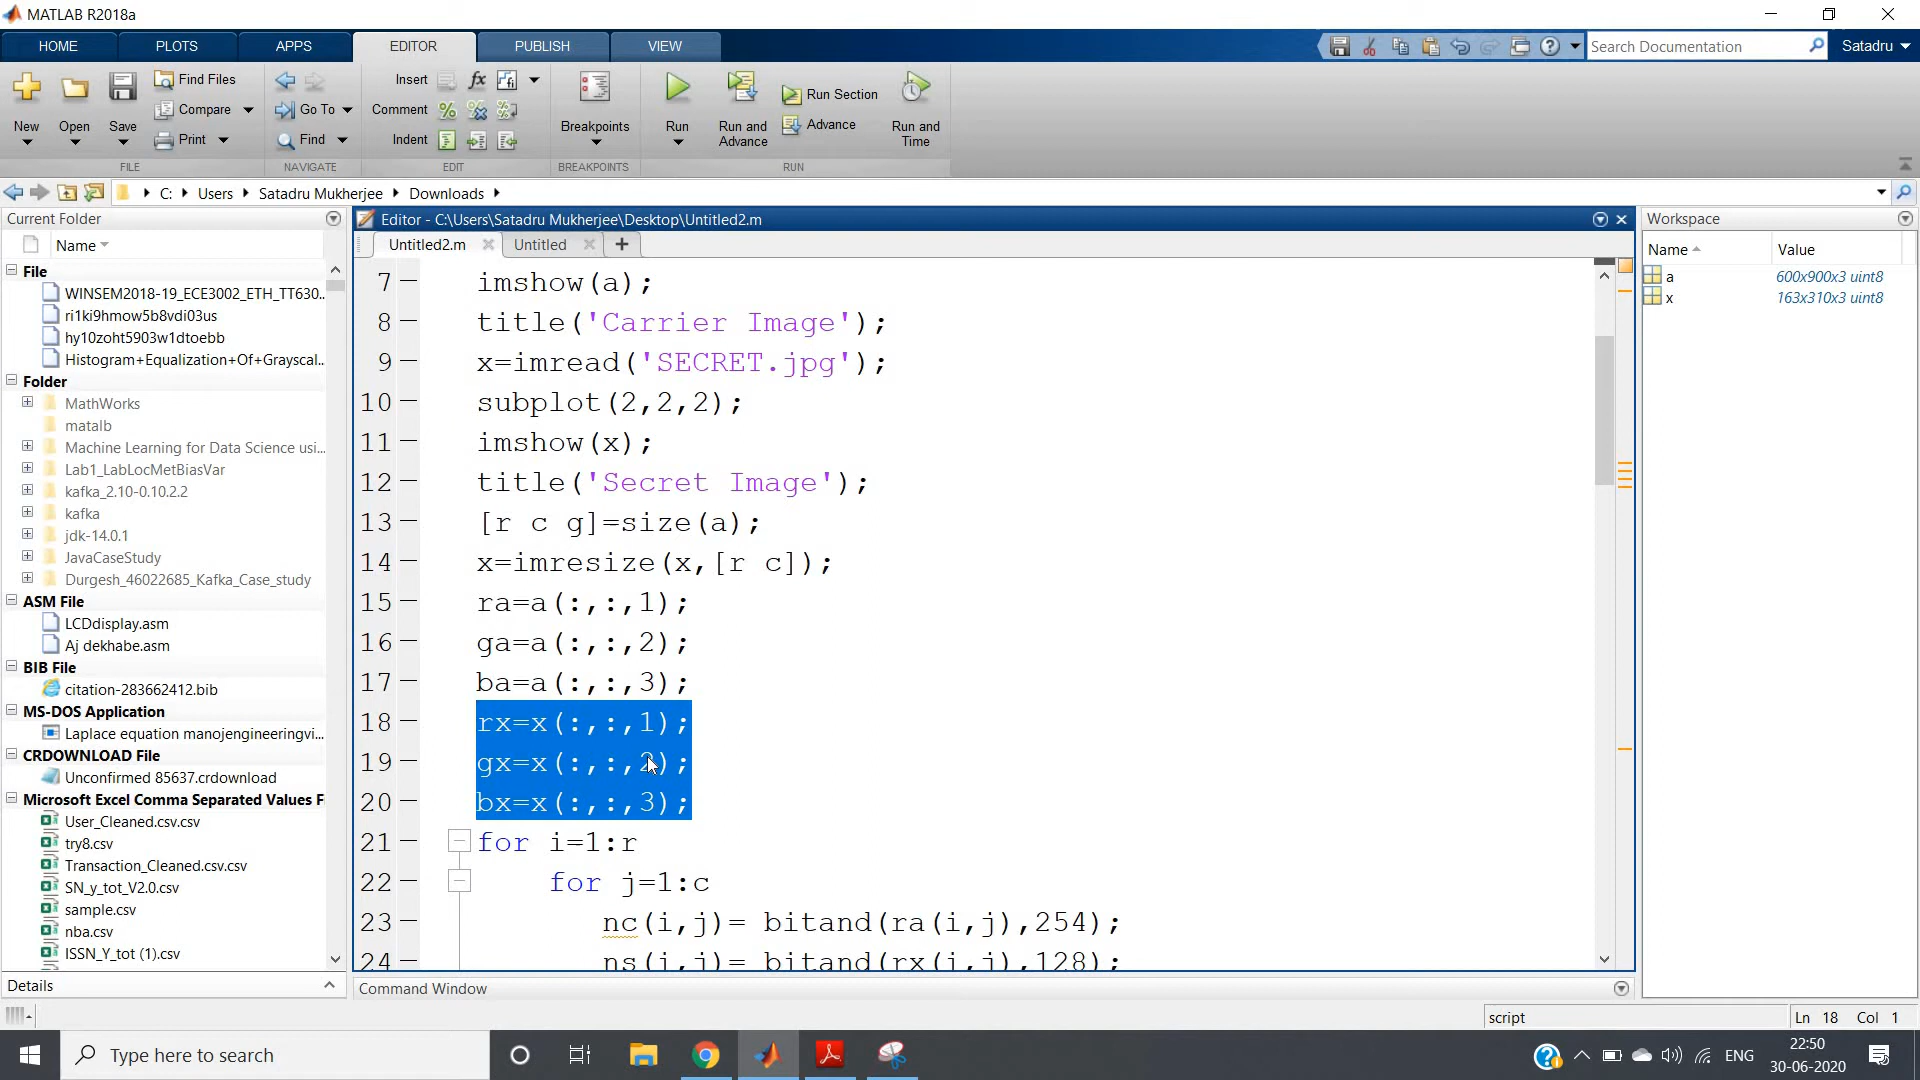 MATLAB R2018a
HOME
PLOTS
APPS
EDITOR
PUBLISH
VIEW
Search Documentation
Satadru
New
Open
Save
Find Files
Compare
Print
FILE
Go To
Find
NAVIGATE
Insert
fx
Comment
Indent
EDIT
Breakpoints
BREAKPOINTS
Run
Run and Advance
Run Section
Advance
Run and Time
RUN
C: Users Satadru Mukherjee Downloads
Current Folder
Name
File
WINSEM2018-19_ECE3002_ETH_TT630...
ri1ki9hmow5b8vdi03us
hy10zoht5903w1dtoebb
Histogram+Equalization+Of+Grayscal...
Folder
MathWorks
matalb
Machine Learning for Data Science usi...
Lab1_LabLocMetBiasVar
kafka_2.10-0.10.2.2
kafka
jdk-14.0.1
JavaCaseStudy
Durgesh_46022685_Kafka_Case_study
ASM File
LCDdisplay.asm
Aj dekhabe.asm
BIB File
citation-283662412.bib
MS-DOS Application
Laplace equation manojengineeringvi...
CRDOWNLOAD File
Unconfirmed 85637.crdownload
Microsoft Excel Comma Separated Values F
User_Cleaned.csv.csv
try8.csv
Transaction_Cleaned.csv.csv
SN_y_tot_V2.0.csv
sample.csv
nba.csv
ISSN_Y_tot (1).csv
Details
Editor - C:\Users\Satadru Mukherjee\Desktop\Untitled2.m
Untitled2.m
Untitled
7 imshow(a);
8 title('Carrier Image');
9 x=imread('SECRET.jpg');
10 subplot(2,2,2);
11 imshow(x);
12 title('Secret Image');
13 [r c g]=size(a);
14 x=imresize(x,[r c]);
15 ra=a(:,:,1);
16 ga=a(:,:,2);
17 ba=a(:,:,3);
18 rx=x(:,:,1);
19 gx=x(:,:,2);
20 bx=x(:,:,3);
21 for i=1:r
22 for j=1:c
23 nc(i,j)= bitand(ra(i,j),254);
24 ns(i,j)= bitand(rx(i,j),128);
Command Window
Workspace
Name Value
a 600x900x3 uint8
x 163x310x3 uint8
script
Ln 18 Col 1
Type here to search
ENG
22:50
30-06-2020